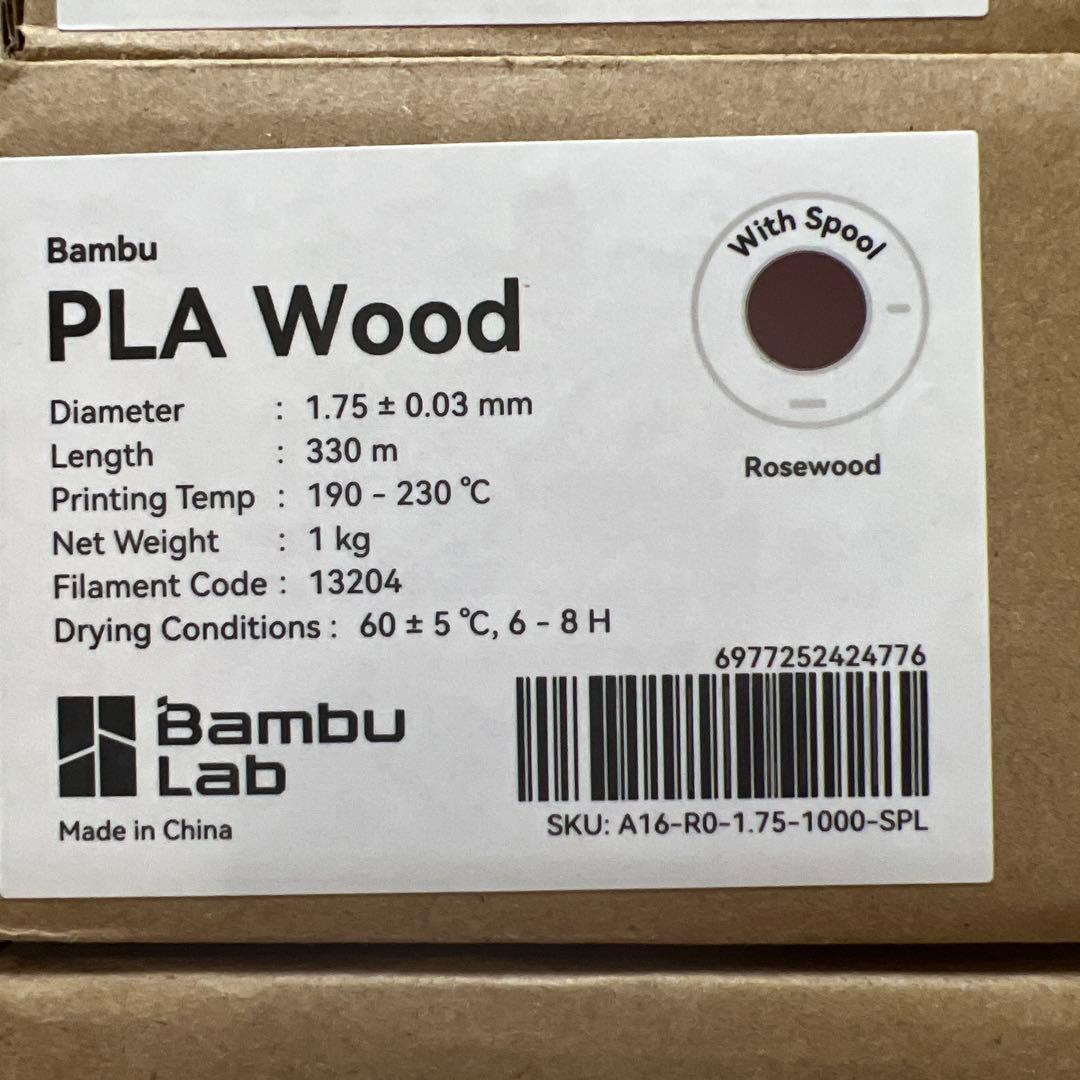 Bambu
PLA Wood
With Spool
Rosewood
Diameter : 1.75 ± 0.03 mm
Length : 330 m
Printing Temp : 190 - 230 ℃
Net Weight : 1 kg
Filament Code : 13204
Drying Conditions : 60 ± 5 ℃, 6 - 8 H
6977252424776
Bambu
Lab
Made in China
SKU: A16-R0-1.75-1000-SPL